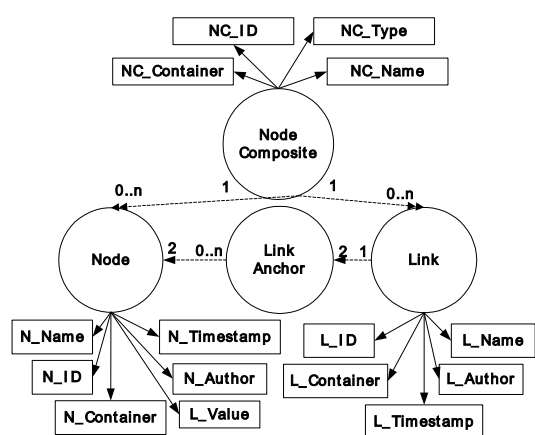 NC_ID
NC_Type
NC_Container
NC_Name
Node
Composite
1
1
0..n
0..n
Node
2
0..n
Link
Anchor
2
1
Link
N_Name
N_Timestamp
N_ID
N_Author
N_Container
L_Value
L_ID
L_Name
L_Container
L_Author
L_Timestamp